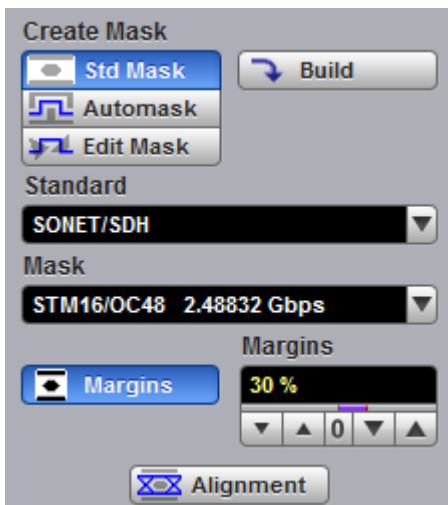 Create Mask
Std Mask Build
Automask
Edit Mask
Standard
SONET/SDH
Mask
STM16/OC48 2.48832 Gbps
Margins
Margins 30 %
0
Alignment